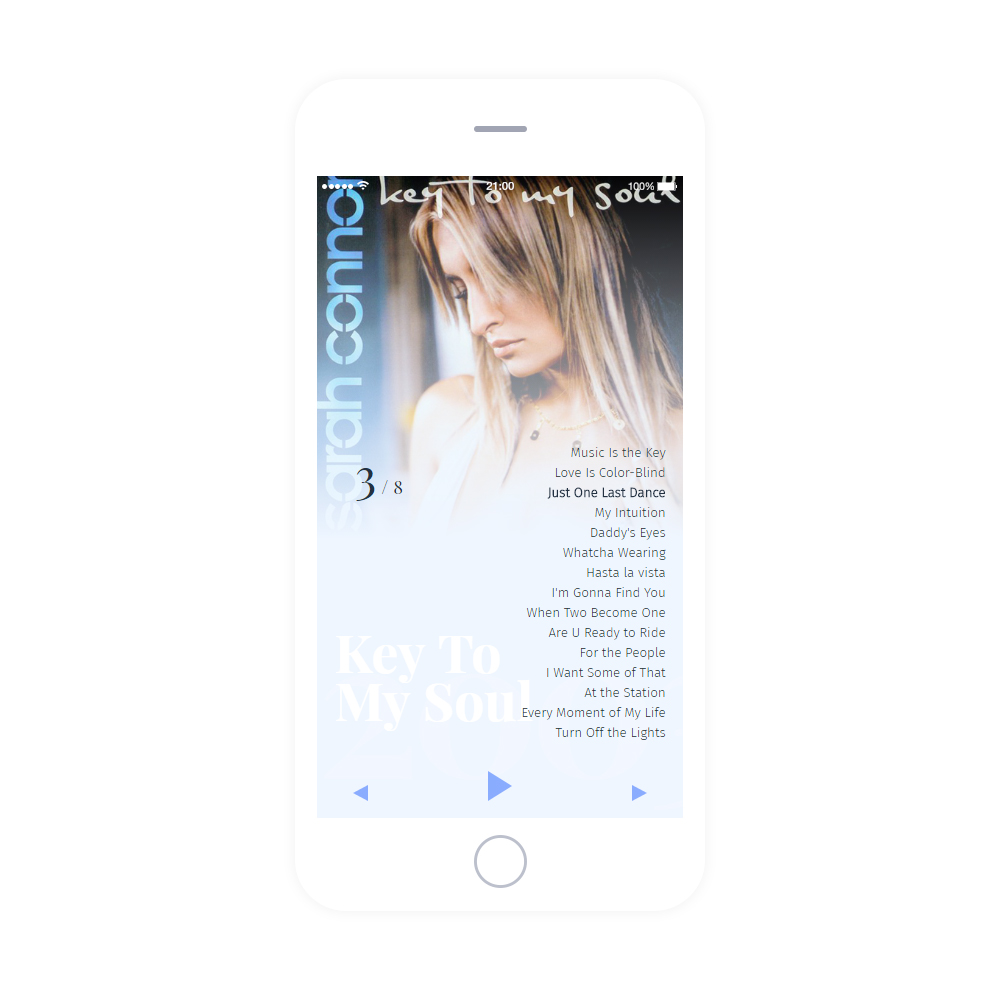 21:00
100%
key to my soul
sarah connor
3 / 8
Music Is the Key
Love Is Color-Blind
Just One Last Dance
My Intuition
Daddy's Eyes
Whatcha Wearing
Hasta la vista
I'm Gonna Find You
When Two Become One
Are U Ready to Ride
For the People
I Want Some of That
At the Station
Every Moment of My Life
Turn Off the Lights
Key To
My Soul